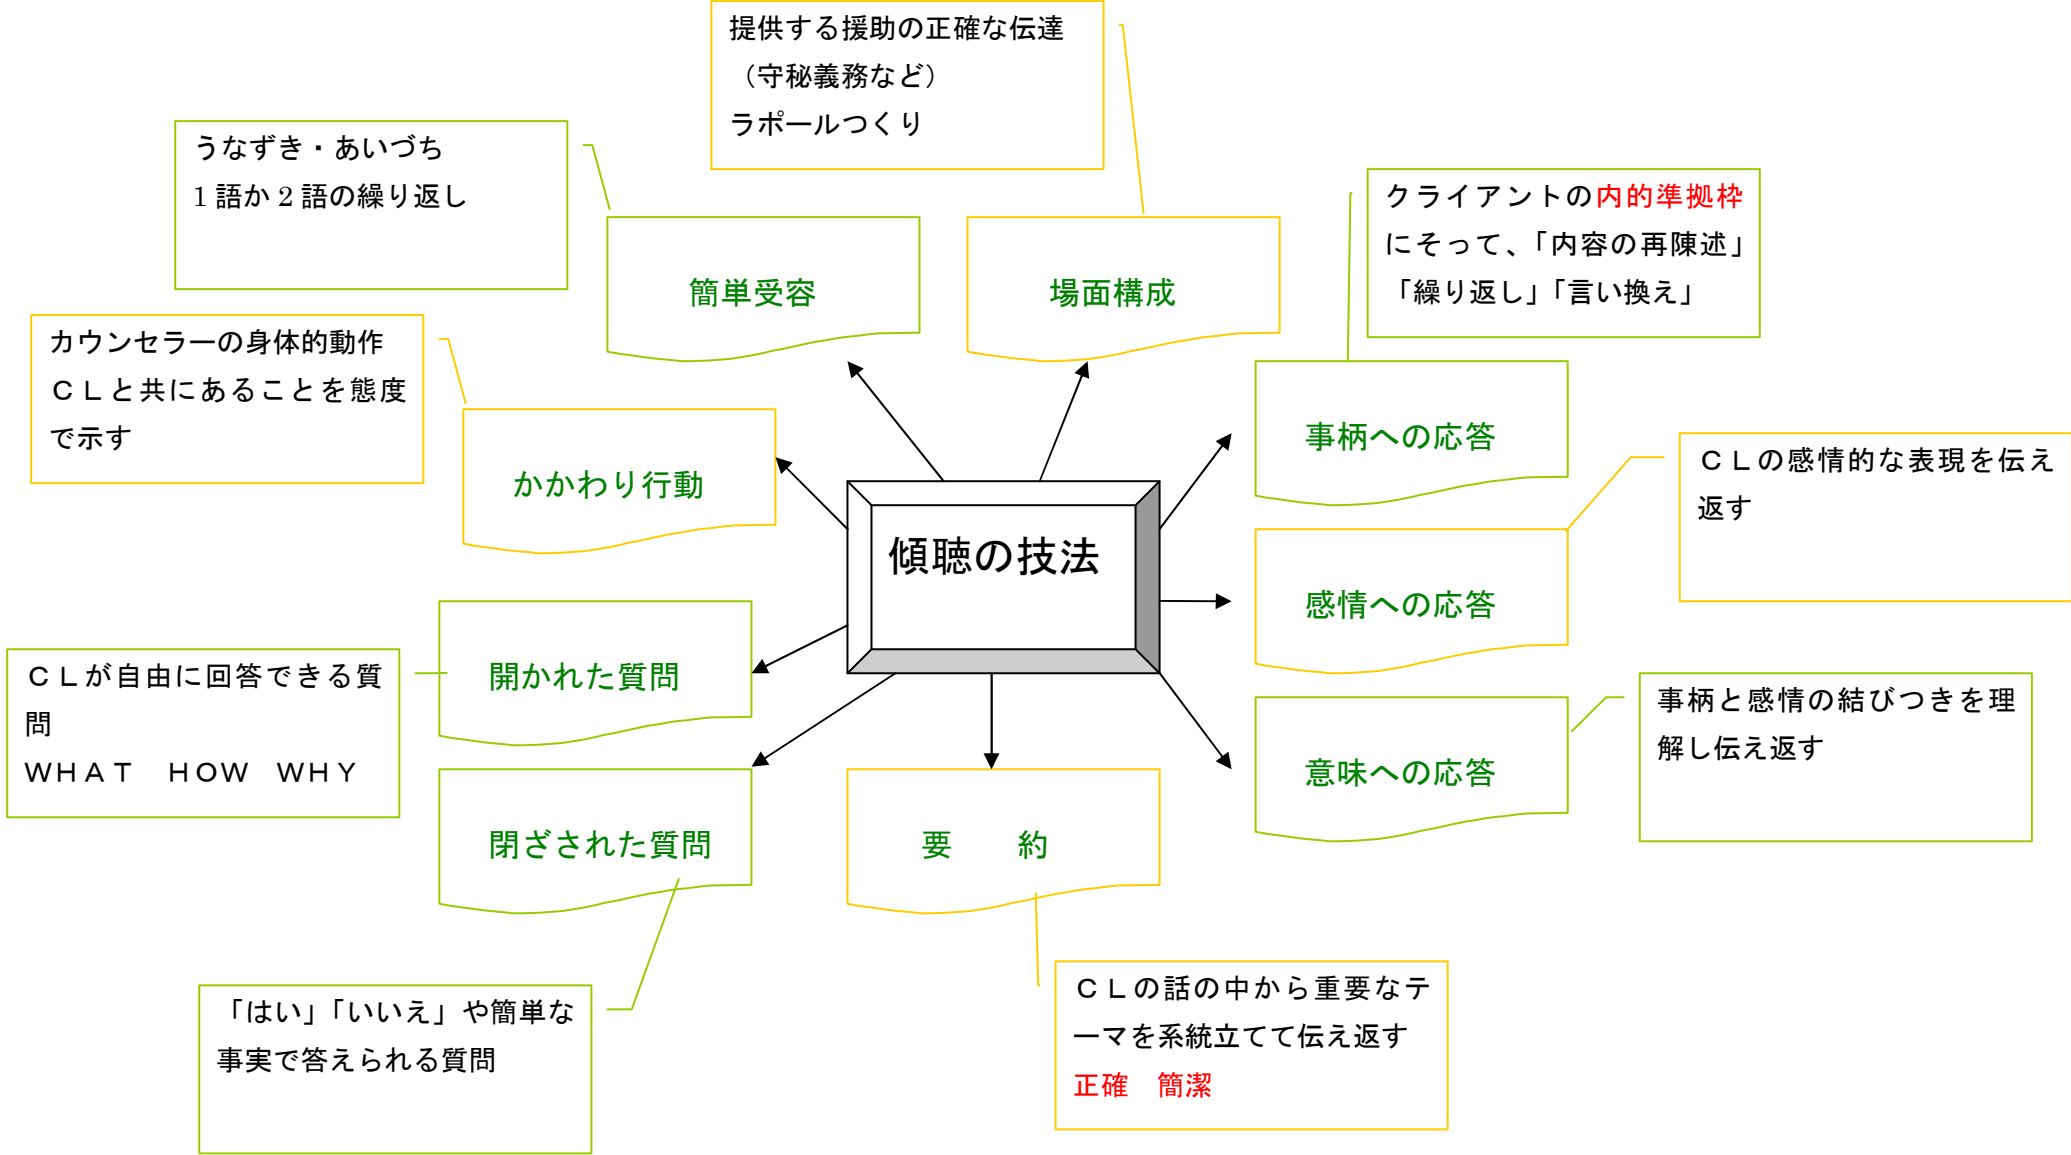 提供する援助の正確な伝達
（守秘義務など）
ラポールつくり
うなずき・あいづち
1語か2語の繰り返し
クライアントの内的準拠枠
にそって、「内容の再陳述」
「繰り返し」「言い換え」
簡単受容
場面構成
カウンセラーの身体的動作
ＣＬと共にあることを態度
で示す
かかわり行動
事柄への応答
ＣＬの感情的な表現を伝え
返す
傾聴の技法
感情への応答
開かれた質問
ＣＬが自由に回答できる質
問
ＷＨＡＴ　ＨＯＷ　ＷＨＹ
事柄と感情の結びつきを理
解し伝え返す
意味への応答
閉ざされた質問
要　　約
「はい」「いいえ」や簡単な
事実で答えられる質問
ＣＬの話の中から重要なテ
ーマを系統立てて伝え返す
正確　簡潔